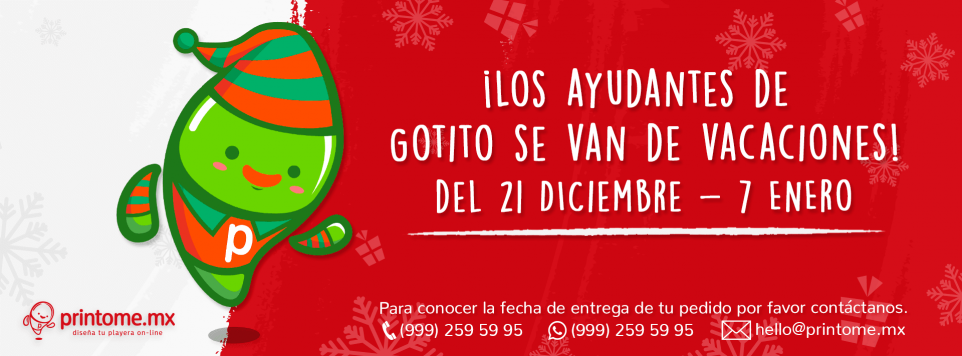 ¡LOS AYUDANTES DE
GOTITO SE VAN DE VACACIONES!
DEL 21 DICIEMBRE – 7 ENERO
p
Para conocer la fecha de entrega de tu pedido por favor contáctanos.
(999) 259 59 95 (999) 259 59 95 hello@printome.mx
printome.mx
diseña tu playera on-line